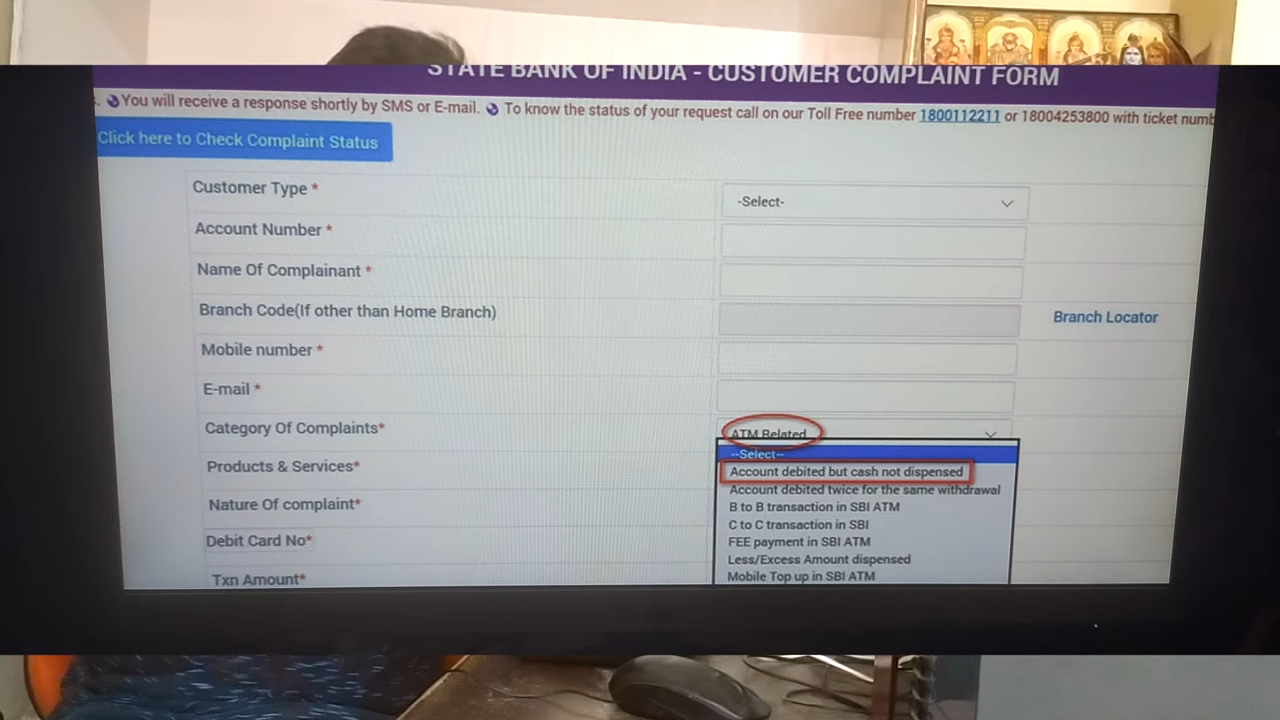 STATE BANK OF INDIA - CUSTOMER COMPLAINT FORM
You will receive a response shortly by SMS or E-mail. To know the status of your request call on our Toll Free number 1800112211 or 18004253800 with ticket numb
Click here to Check Complaint Status
Customer Type *
-Select-
Account Number *
Name Of Complainant *
Branch Code(If other than Home Branch)
Branch Locator
Mobile number *
E-mail *
Category Of Complaints*
ATM Related
Products & Services*
--Select--
Account debited but cash not dispensed
Account debited twice for the same withdrawal
Nature Of complaint*
B to B transaction in SBI ATM
C to C transaction in SBI
Debit Card No*
FEE payment in SBI ATM
Less/Excess Amount dispensed
Txn Amount*
Mobile Top up in SBI ATM